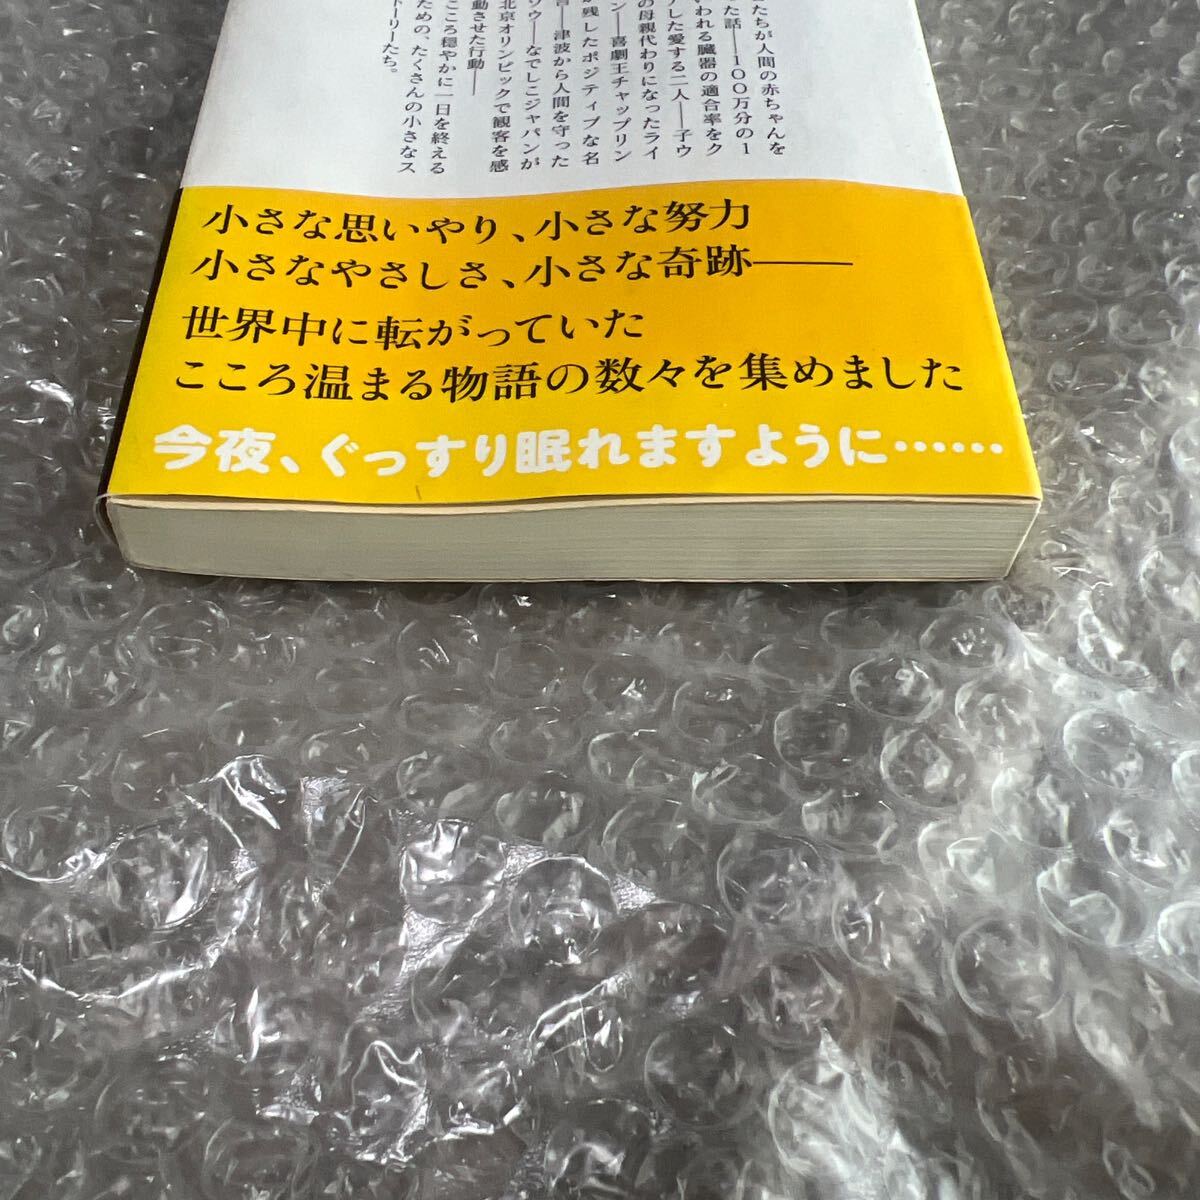 たちが人間の赤ちゃんを
た話――100万分の1
いわれる臓器の適合率をク
した愛する二人――子ウ
の母親代わりになったライ
ン――喜劇王チャップリン
が残したポジティブな名
言――津波から人間を守った
ゾウ――なでしこジャパンが
北京オリンピックで観客を感
動させた行動――
こころ穏やかに一日を終える
ための、たくさんの小さなス
トーリーたち。
小さな思いやり、小さな努力
小さなやさしさ、小さな奇跡――
世界中に転がっていた
こころ温まる物語の数々を集めました
今夜、ぐっすり眠れますように……